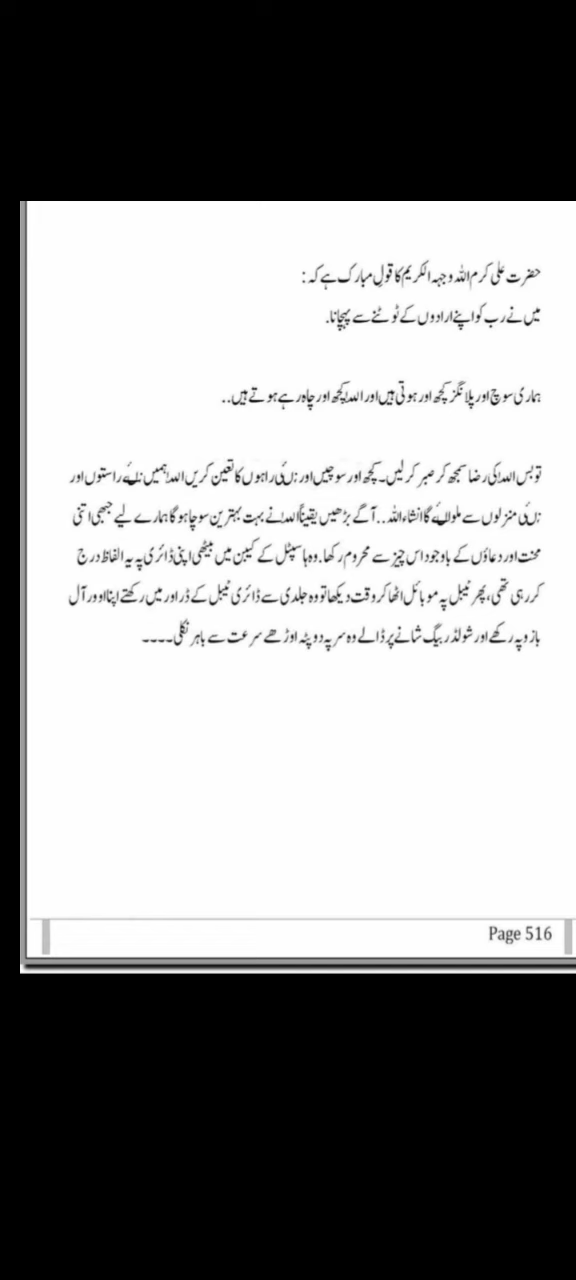 حضرت علی کرم اللہ وجہہ الکریم کا قولِ مبارک ہے کہ:
میں نے رب کو اپنے ارادوں کے ٹوٹنے سے پہچانا.
ہماری سوچ اور پلاننگز کچھ اور ہوتی ہیں اور اللہ کچھ اور چاہ رہے ہوتے ہیں..
تو بس اللہ کی رضا سمجھ کر صبر کرلیں۔ کچھ اور سوچیں اور نئی راہوں کا تعین کریں اللہ ہمیں نئے راستوں اور
نئی منزلوں سے ملوائے گا انشاءاللہ.. آگے بڑھیں یقیناً اللہ نے بہت بہترین سوچا ہوگا ہمارے لیے جبھی اتنی
محنت اور دعاؤں کے باوجود اس چیز سے محروم رکھا. وہ ہاسپٹل کے کیبن میں بیٹھی اپنی ڈائری پہ یہ الفاظ درج
کر رہی تھی، پھر ٹیبل پہ موبائل اٹھا کر وقت دیکھا تو وہ جلدی سے ڈائری ٹیبل کے ڈراور میں رکھتے اپنا اوور آل
بازو پہ رکھے اور شولڈر بیگ شانے پر ڈالے وہ سر پہ دوپٹہ اوڑھے سرعت سے باہر نکلی۔۔۔۔
Page 516